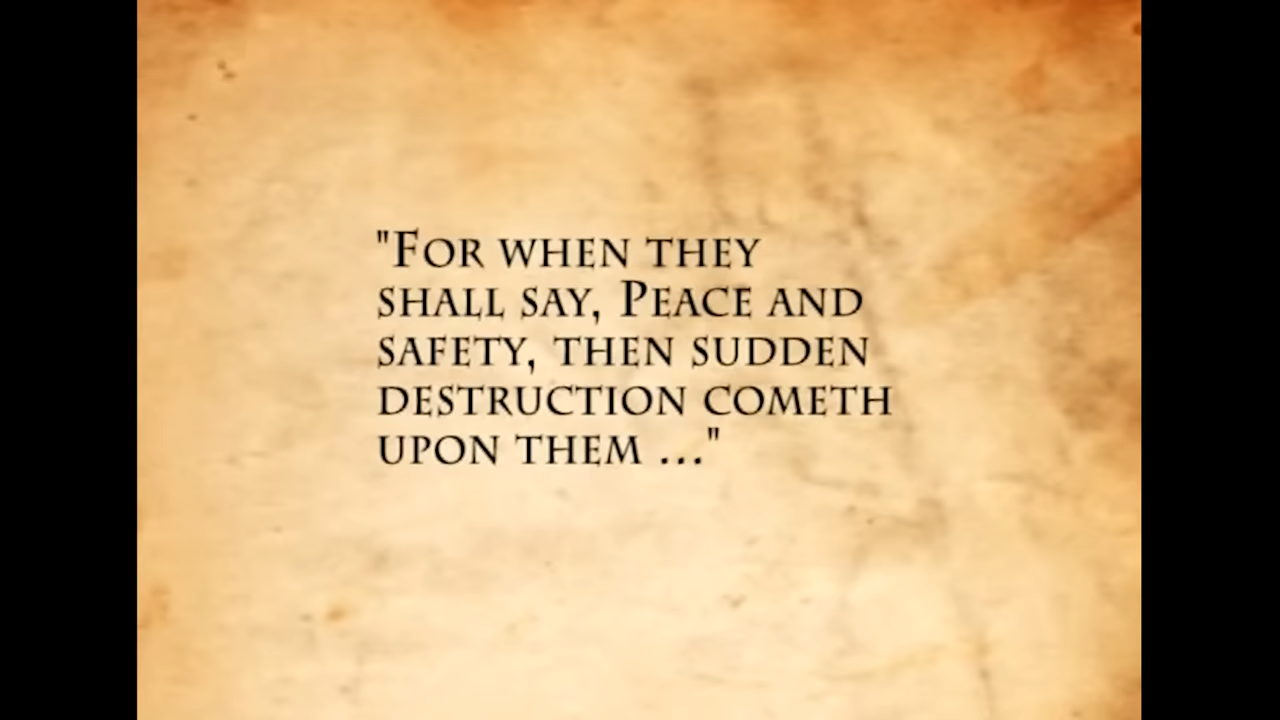 "For when they
shall say, Peace and
safety, then sudden
destruction cometh
upon them ..."